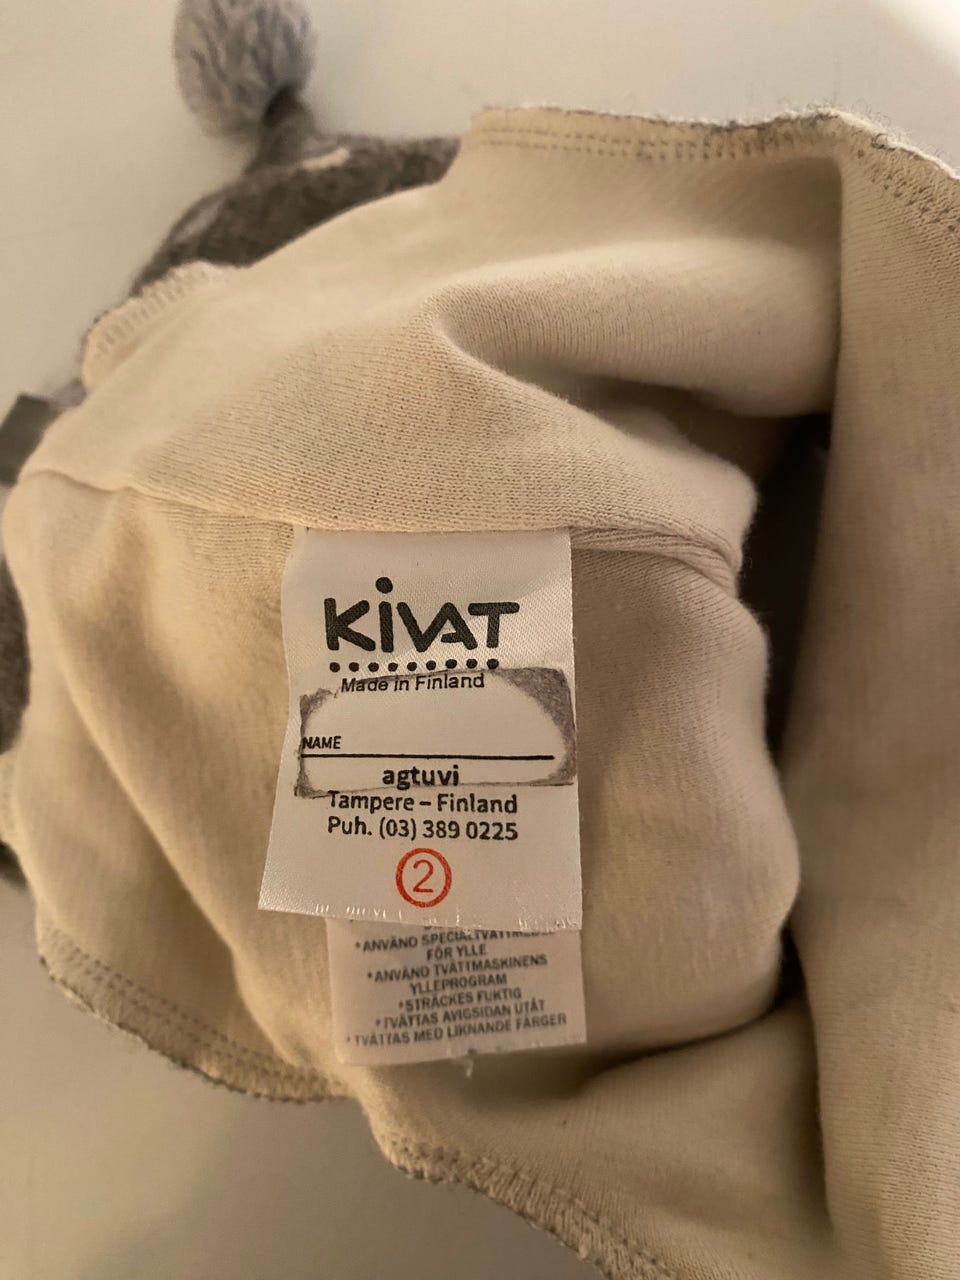 KiVAT
Made in Finland
NAME
agtuvi
Tampere – Finland
Puh. (03) 389 0225
2
•ANVÄND
FÖR YLLE
•ANVÄND TVÄTTMASKINENS
YLLEPROGRAM
•STRÄCKES FUKTIG
•TVÄTTAS AVIGSIDAN UTÅT
•TVÄTTAS MED LIKNANDE FÄRGER